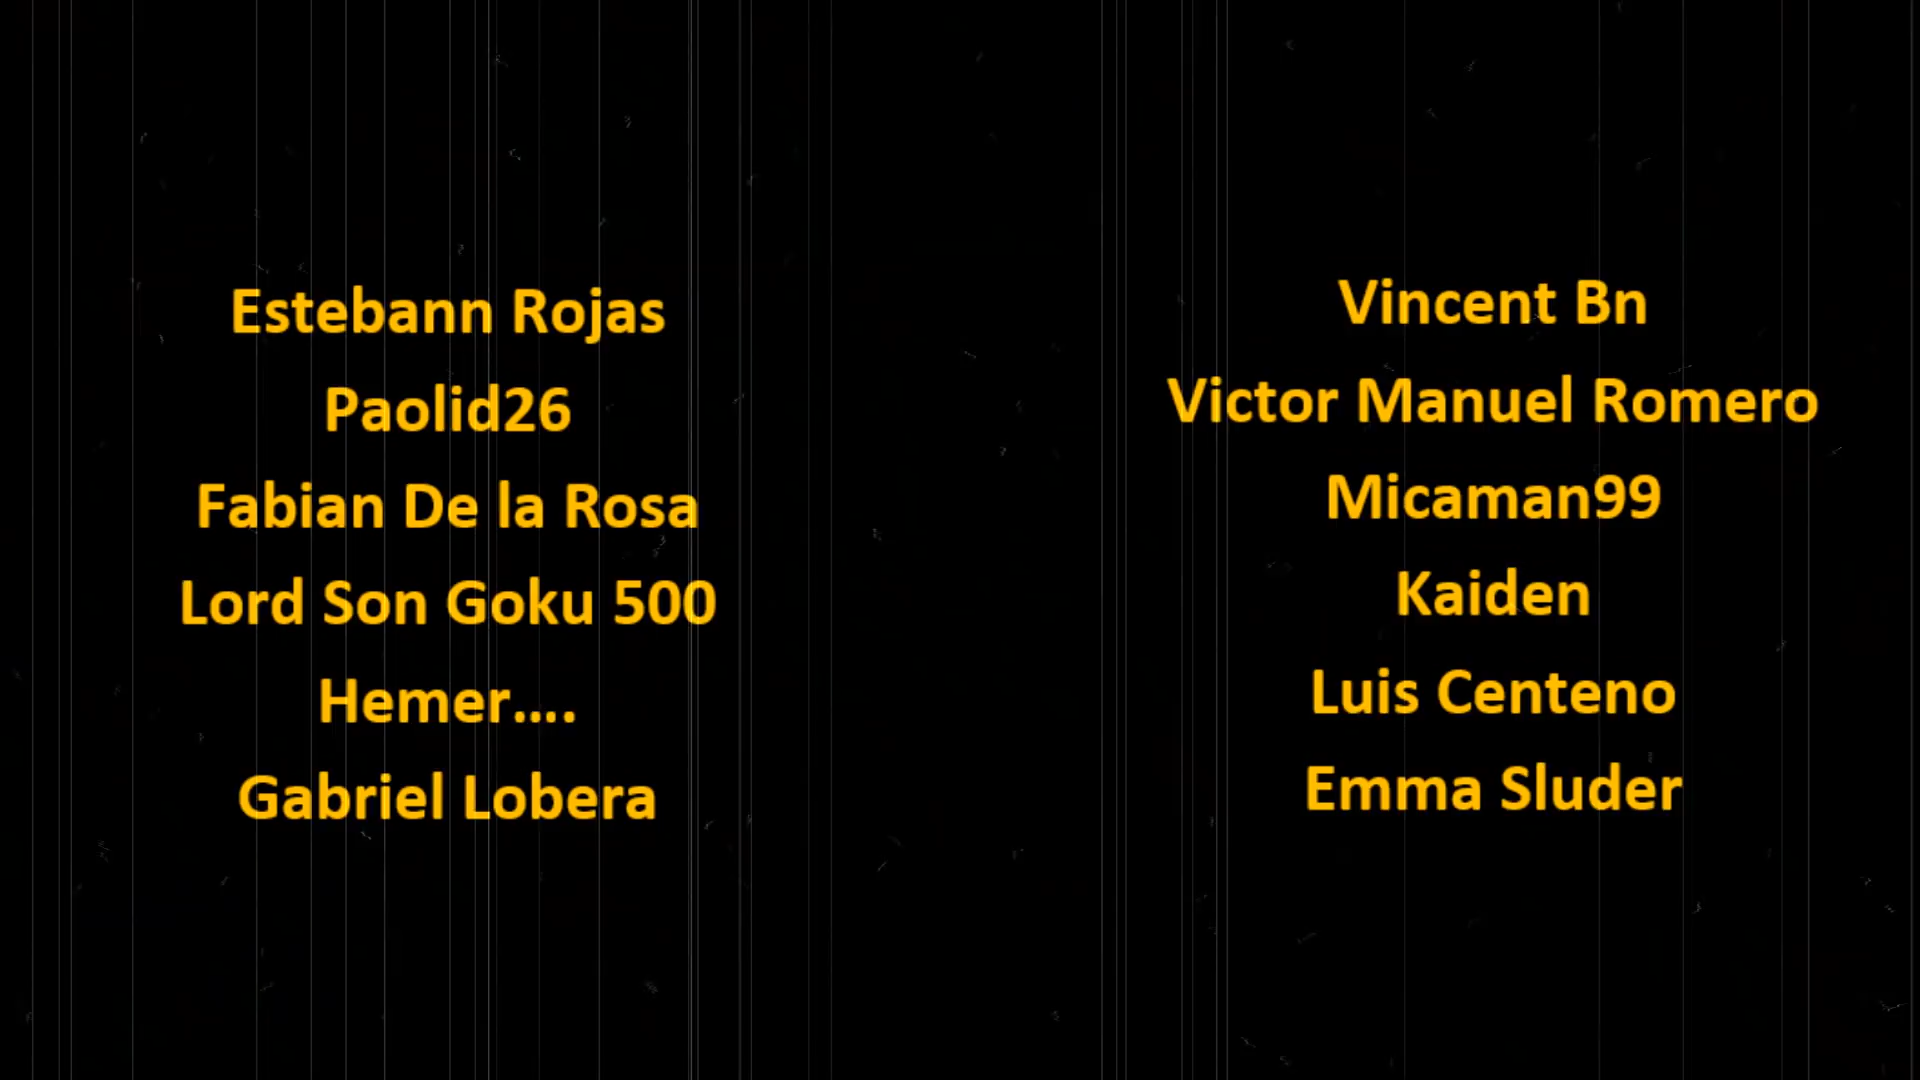 Estebann Rojas
Paolid26
Fabian De la Rosa
Lord Son Goku 500
Hemer....
Gabriel Lobera
Vincent Bn
Victor Manuel Romero
Micaman99
Kaiden
Luis Centeno
Emma Sluder